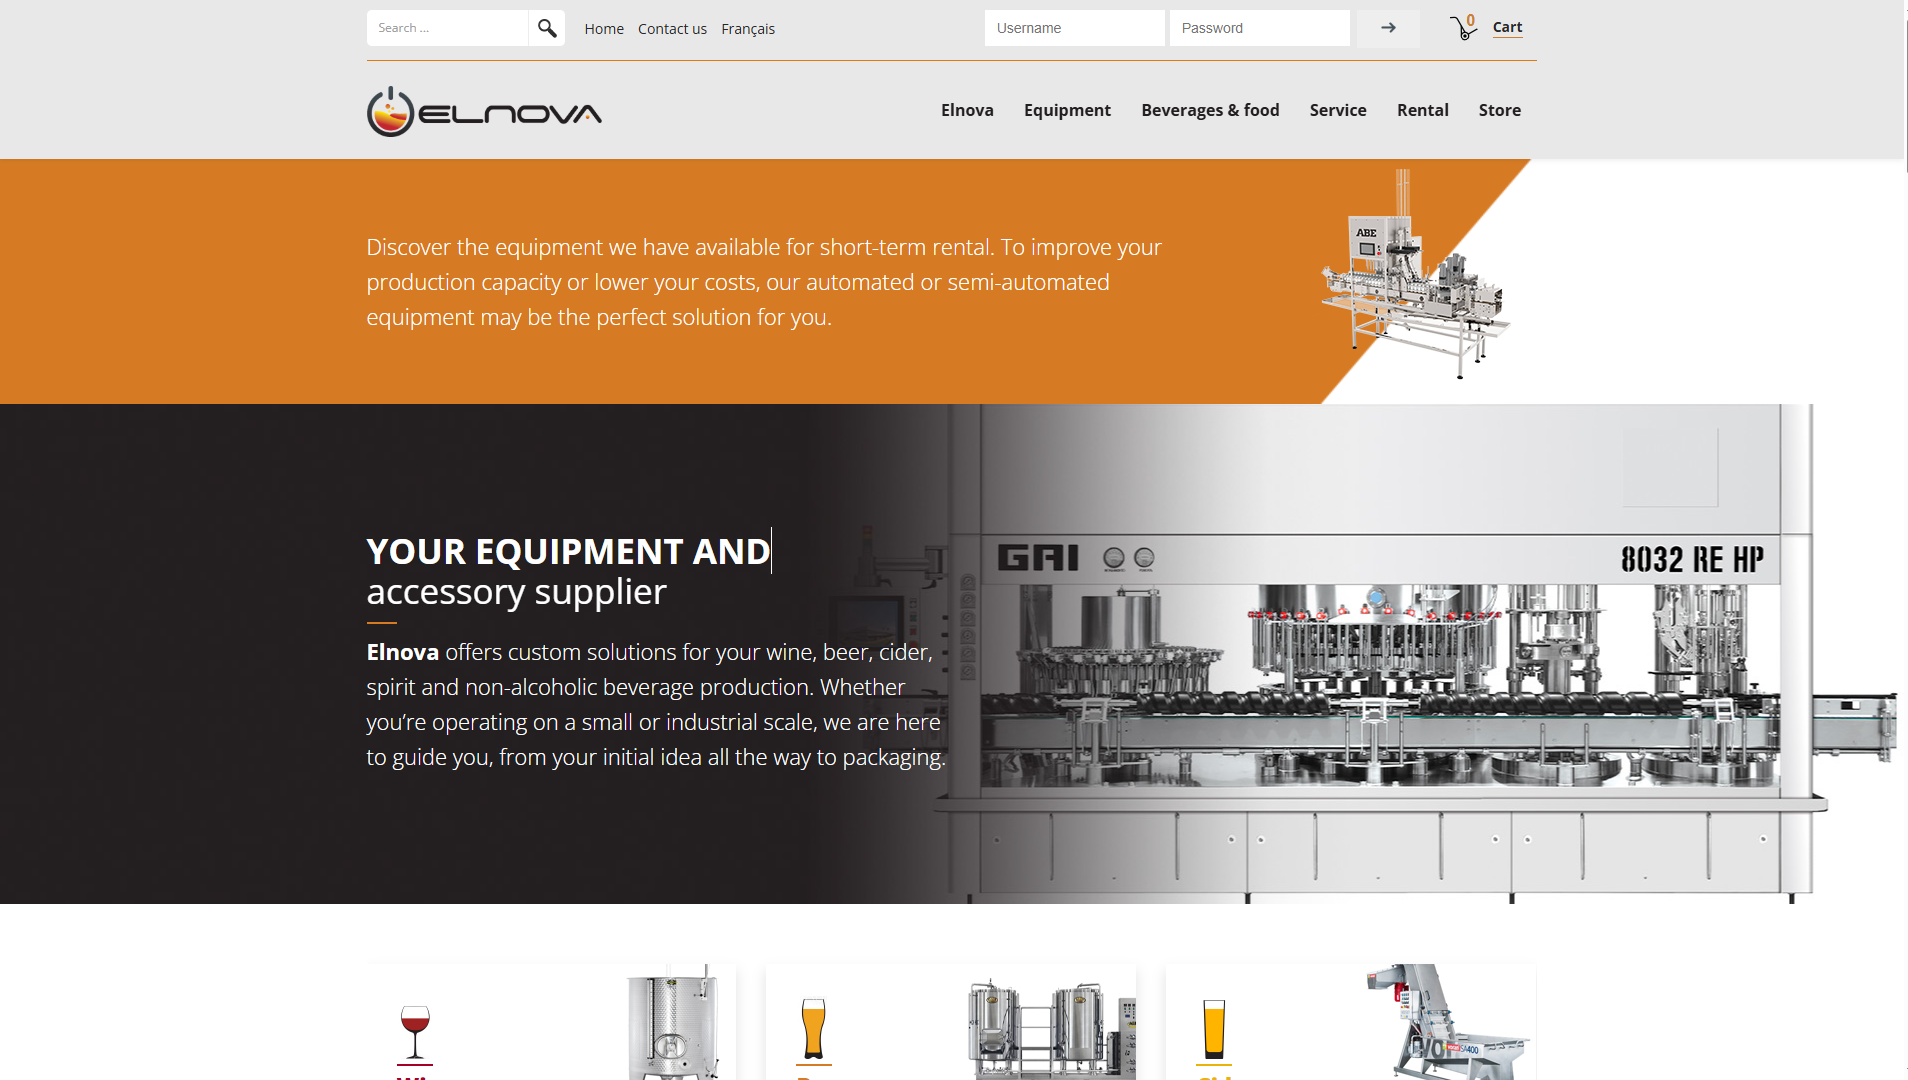 Search ...
Home Contact us Français
Username
Password
0
Cart
ELNOVA
Elnova Equipment Beverages & food Service Rental Store
Discover the equipment we have available for short-term rental. To improve your
production capacity or lower your costs, our automated or semi-automated
equipment may be the perfect solution for you.
ABE
YOUR EQUIPMENT AND
accessory supplier
Elnova offers custom solutions for your wine, beer, cider,
spirit and non-alcoholic beverage production. Whether
you’re operating on a small or industrial scale, we are here
to guide you, from your initial idea all the way to packaging.
GAI
8032 RE HP
SA400